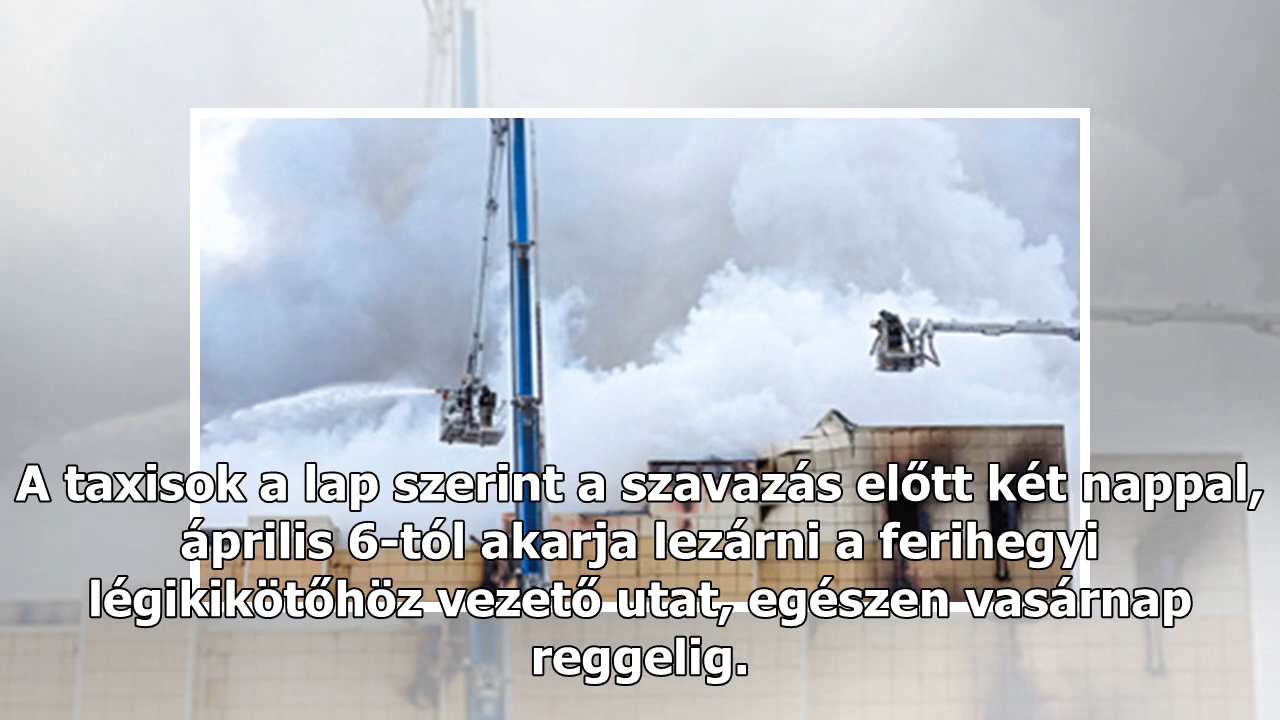 A taxisok a lap szerint a szavazás előtt két nappal,
április 6-tól akarja lezárni a ferihegyi
légikikötőhöz vezető utat, egészen vasárnap
reggelig.